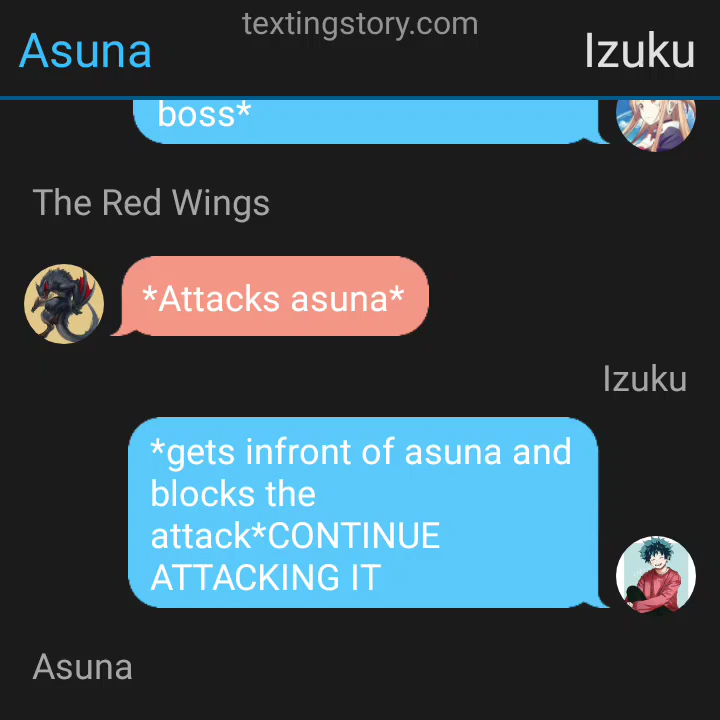 textingstory.com
Asuna
Izuku
boss*
The Red Wings
*Attacks asuna*
Izuku
*gets infront of asuna and
blocks the
attack*CONTINUE
ATTACKING IT
Asuna